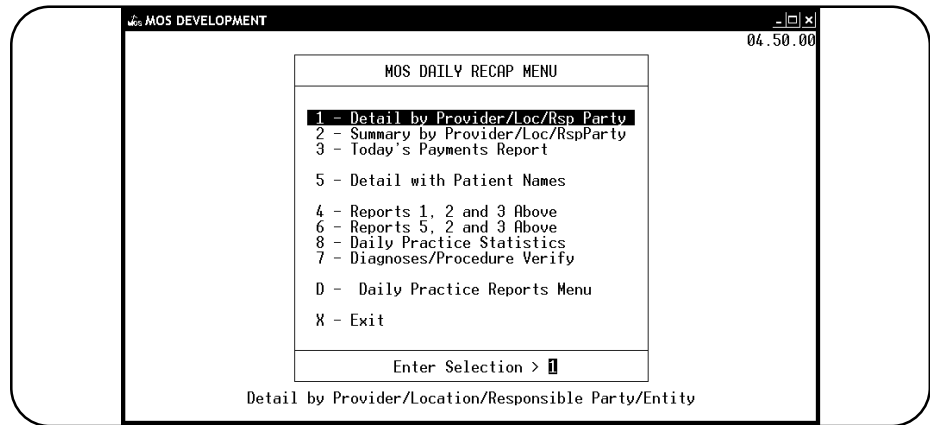 Mos MOS DEVELOPMENT
04.50.00
MOS DAILY RECAP MENU
1 - Detail by Provider/Loc/Rsp Party
2 - Summary by Provider/Loc/RspParty
3 - Today's Payments Report
5 - Detail with Patient Names
4 - Reports 1, 2 and 3 Above
6 - Reports 5, 2 and 3 Above
8 - Daily Practice Statistics
7 - Diagnoses/Procedure Verify
D -  Daily Practice Reports Menu
X - Exit
Enter Selection > 1
Detail by Provider/Location/Responsible Party/Entity